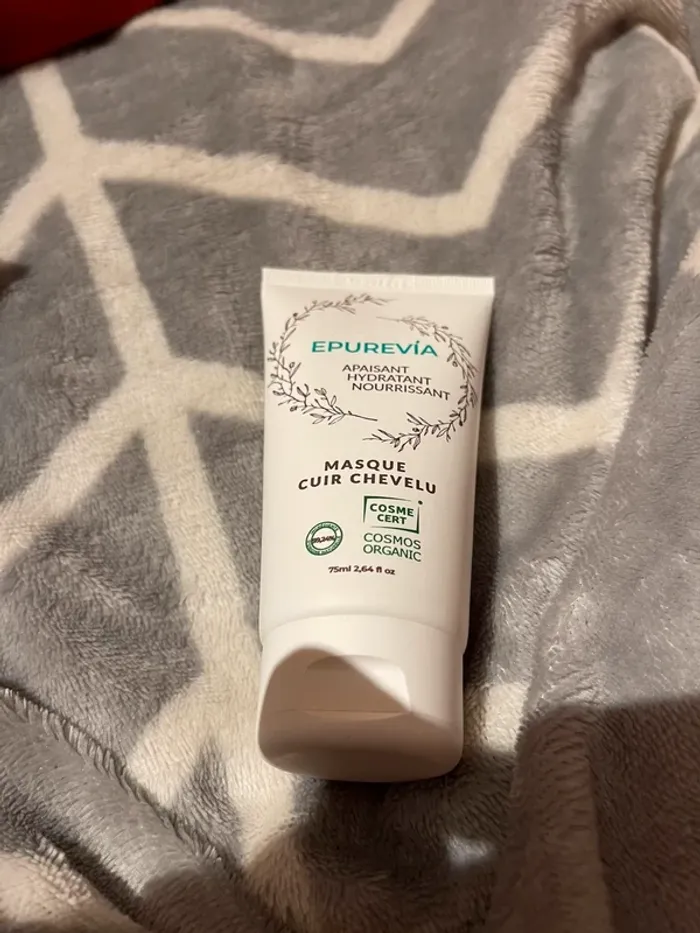 EPUREVÍA
APAISANT
HYDRATANT
NOURRISSANT
MASQUE
CUIR CHEVELU
COSME
CERT
COSMOS
ORGANIC
75ml 2,64 fl oz